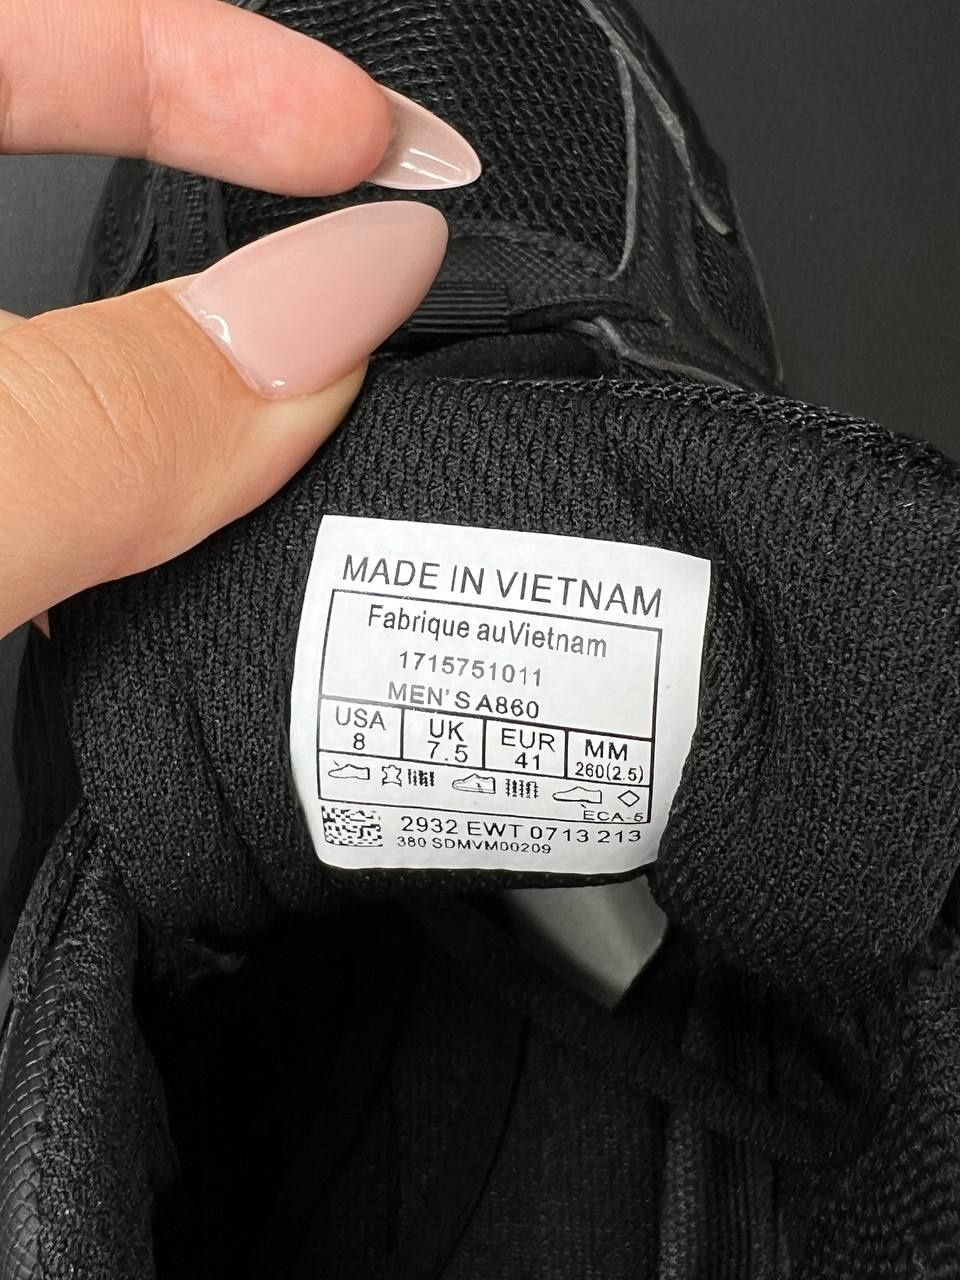 MADE IN VIETNAM
Fabrique auVietnam
1715751011
MEN'S A860
USA UK EUR MM
8 7.5 41 260(2.5)
ECA-5
2932 EWT 0713 213
380 SDMVM00209